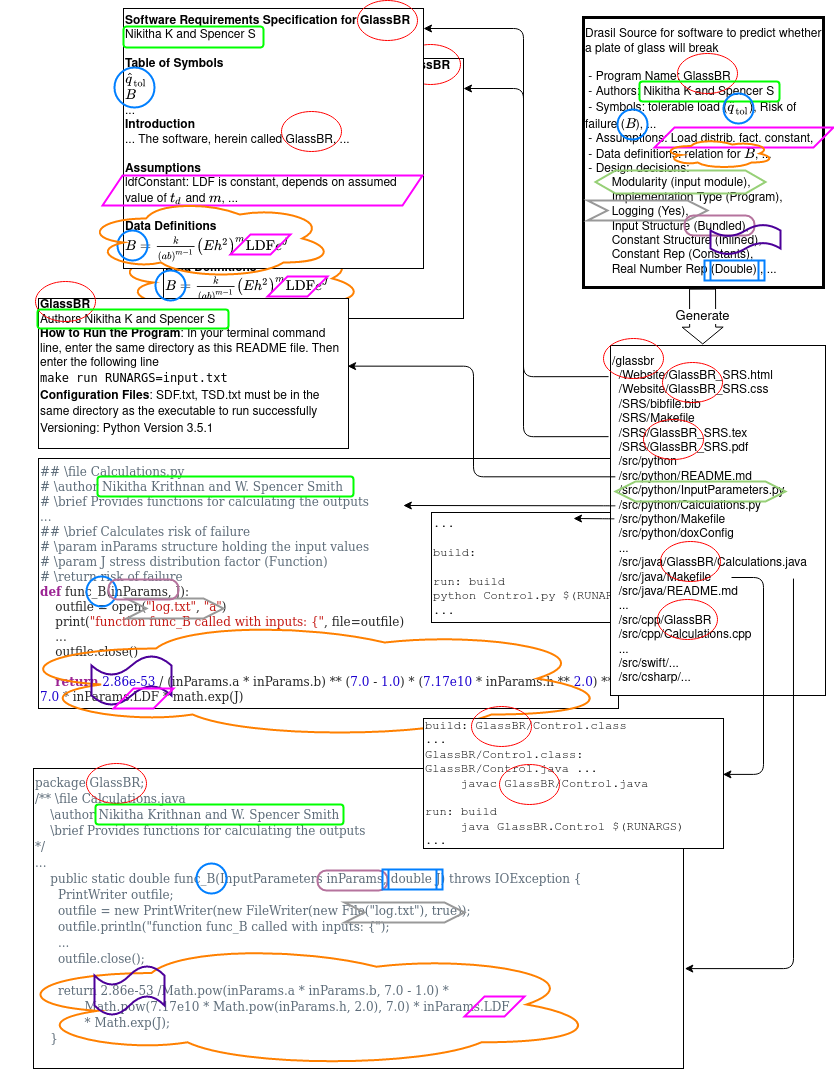 Software Requirements Specification for GlassBR
Nikitha K and Spencer S
Table of Symbols
q̂tol
B
...
Introduction
... The software, herein called GlassBR, ...
Assumptions
ldfConstant: LDF is constant, depends on assumed
value of t_d and m, ...
Data Definitions
B = k/(ab)^{m−1} (Eh²)^m LDFe^J
sBR
B = k/(ab)^{m−1} (Eh²)^m LDFe^J
GlassBR
Authors Nikitha K and Spencer S
How to Run the Program: In your terminal command
line, enter the same directory as this README file. Then
enter the following line
make run RUNARGS=input.txt
Configuration Files: SDF.txt, TSD.txt must be in the
same directory as the executable to run successfully
Versioning: Python Version 3.5.1
## \file Calculations.py
# \author Nikitha Krithnan and W. Spencer Smith
# \brief Provides functions for calculating the outputs
...
## \brief Calculates risk of failure
# \param inParams structure holding the input values
# \param J stress distribution factor (Function)
# \return risk of failure
def func_B(inParams, J):
outfile = open("log.txt", "a")
print("function func_B called with inputs: {", file=outfile)
...
outfile.close()
return 2.86e-53 / (inParams.a * inParams.b) ** (7.0 - 1.0) * (7.17e10 * inParams.h ** 2.0) **
7.0 * inParams.LDF * math.exp(J)
...
build:
run: build
python Control.py $(RUNAR
...
build: GlassBR/Control.class
...
GlassBR/Control.class:
GlassBR/Control.java ...
javac GlassBR/Control.java
run: build
java GlassBR.Control $(RUNARGS)
...
package GlassBR;
/** \file Calculations.java
\author Nikitha Krithnan and W. Spencer Smith
\brief Provides functions for calculating the outputs
*/
...
public static double func_B(InputParameters inParams, double J) throws IOException {
PrintWriter outfile;
outfile = new PrintWriter(new FileWriter(new File("log.txt"), true));
outfile.println("function func_B called with inputs: {");
...
outfile.close();
return 2.86e-53 /Math.pow(inParams.a * inParams.b, 7.0 - 1.0) *
Math.pow(7.17e10 * Math.pow(inParams.h, 2.0), 7.0) * inParams.LDF
* Math.exp(J);
}
Drasil Source for software to predict whether
a plate of glass will break
- Program Name: GlassBR
- Authors: Nikitha K and Spencer S
- Symbols: tolerable load (q̂tol), Risk of
failure (B), ...
- Assumptions: Load distrib. fact. constant,
- Data definitions: relation for B, ...
- Design decisions:
Modularity (input module),
Implementation Type (Program),
Logging (Yes),
Input Structure (Bundled),
Constant Structure (Inlined),
Constant Rep (Constants),
Real Number Rep (Double), ...
Generate
/glassbr
/Website/GlassBR_SRS.html
/Website/GlassBR_SRS.css
/SRS/bibfile.bib
/SRS/Makefile
/SRS/GlassBR_SRS.tex
/SRS/GlassBR_SRS.pdf
/src/python
/src/python/README.md
/src/python/InputParameters.py
/src/python/Calculations.py
/src/python/Makefile
/src/python/doxConfig
...
/src/java/GlassBR/Calculations.java
/src/java/Makefile
/src/java/README.md
...
/src/cpp/GlassBR
/src/cpp/Calculations.cpp
...
/src/swift/...
/src/csharp/...